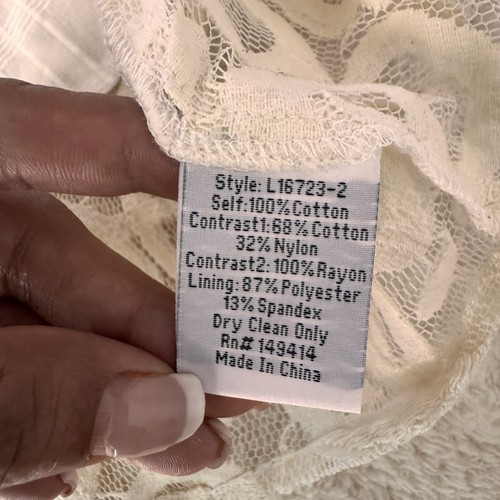 Style: L16723-2
Self:100%Cotton
Contrast1:68%Cotton
32%Nylon
Contrast2: 100%Rayon
Lining: 87%Polyester
13%Spandex
Dry Clean Only
Rn# 149414
Made In China